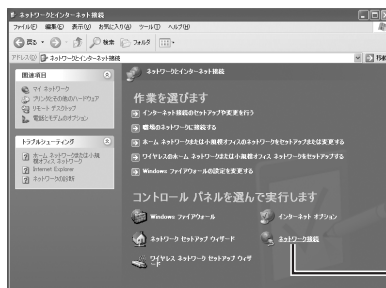 ネットワークとインターネット接続
ファイル(F) 編集(E) 表示(V) お気に入り(A) ツール(T) ヘルプ(H)
戻る 検索 フォルダ
アドレス(D) ネットワークとインターネット接続 移動
関連項目
マイ ネットワーク
プリンタとその他のハードウェア
リモート デスクトップ
電話とモデムのオプション
トラブルシューティング
ホーム ネットワークまたは小規模オフィス ネットワーク
Internet Explorer
ネットワークの診断
ネットワークとインターネット接続
作業を選びます
インターネット接続のセットアップや変更を行う
職場のネットワークに接続する
ホーム ネットワークまたは小規模オフィスのネットワークをセットアップまたは変更する
ワイヤレスのホーム ネットワークまたは小規模オフィス ネットワークをセットアップする
Windows ファイアウォールの設定を変更する
コントロール パネルを選んで実行します
Windows ファイアウォール インターネット オプション
ネットワーク セットアップ ウィザード ネットワーク接続
ワイヤレス ネットワーク セットアップ ウィザ
ード